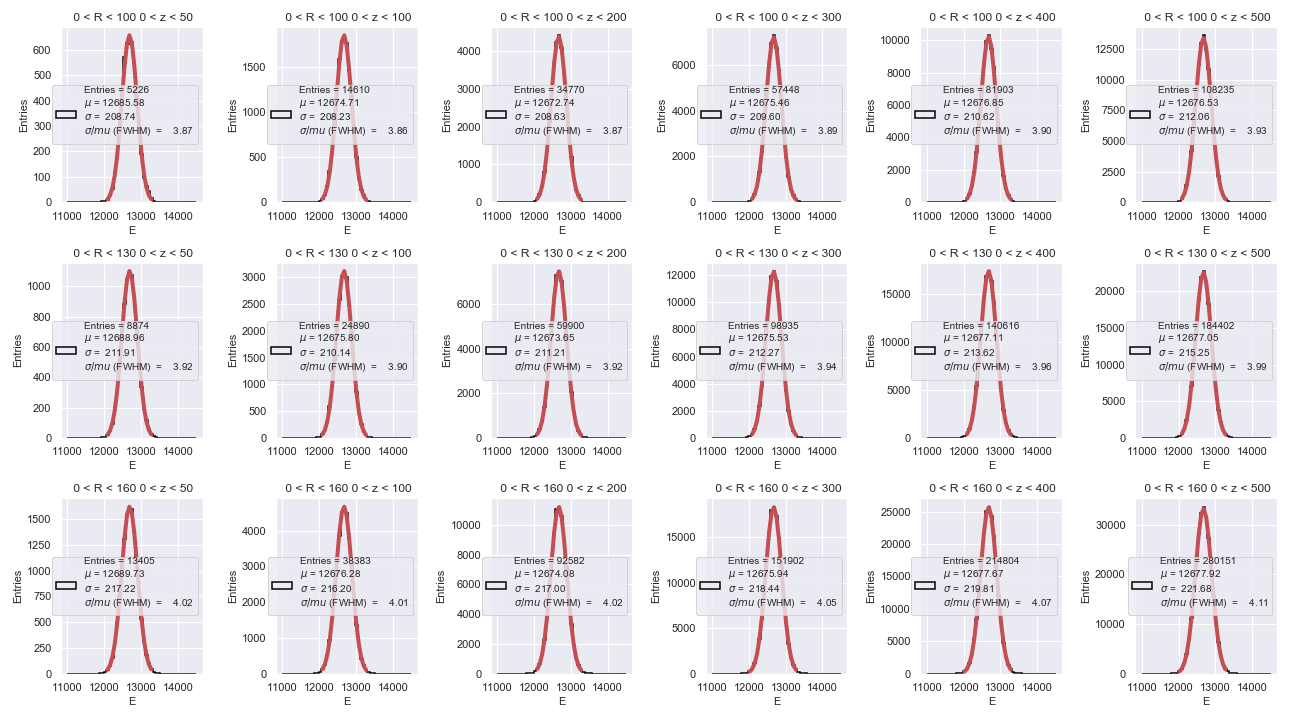 0 < R < 100 0 < z < 50
Entries
600
500
400
300
200
100
0
Entries = 5226
μ = 12685.58
σ = 208.74
σ/mu (FWHM) = 3.87
11000 12000 13000 14000
E
0 < R < 100 0 < z < 100
Entries
1500
1000
500
0
Entries = 14610
μ = 12674.71
σ = 208.23
σ/mu (FWHM) = 3.86
11000 12000 13000 14000
E
0 < R < 100 0 < z < 200
Entries
4000
3000
2000
1000
0
Entries = 34770
μ = 12672.74
σ = 208.63
σ/mu (FWHM) = 3.87
11000 12000 13000 14000
E
0 < R < 100 0 < z < 300
Entries
6000
4000
2000
0
Entries = 57448
μ = 12675.46
σ = 209.60
σ/mu (FWHM) = 3.89
11000 12000 13000 14000
E
0 < R < 100 0 < z < 400
Entries
10000
8000
6000
4000
2000
0
Entries = 81903
μ = 12676.85
σ = 210.62
σ/mu (FWHM) = 3.90
11000 12000 13000 14000
E
0 < R < 100 0 < z < 500
Entries
12500
10000
7500
5000
2500
0
Entries = 108235
μ = 12676.53
σ = 212.06
σ/mu (FWHM) = 3.93
11000 12000 13000 14000
E
0 < R < 130 0 < z < 50
Entries
1000
800
600
400
200
0
Entries = 8874
μ = 12688.96
σ = 211.91
σ/mu (FWHM) = 3.92
11000 12000 13000 14000
E
0 < R < 130 0 < z < 100
Entries
3000
2500
2000
1500
1000
500
0
Entries = 24890
μ = 12675.80
σ = 210.14
σ/mu (FWHM) = 3.90
11000 12000 13000 14000
E
0 < R < 130 0 < z < 200
Entries
6000
4000
2000
0
Entries = 59900
μ = 12673.65
σ = 211.21
σ/mu (FWHM) = 3.92
11000 12000 13000 14000
E
0 < R < 130 0 < z < 300
Entries
12000
10000
8000
6000
4000
2000
0
Entries = 98935
μ = 12675.53
σ = 212.27
σ/mu (FWHM) = 3.94
11000 12000 13000 14000
E
0 < R < 130 0 < z < 400
Entries
15000
10000
5000
0
Entries = 140616
μ = 12677.11
σ = 213.62
σ/mu (FWHM) = 3.96
11000 12000 13000 14000
E
0 < R < 130 0 < z < 500
Entries
20000
15000
10000
5000
0
Entries = 184402
μ = 12677.05
σ = 215.25
σ/mu (FWHM) = 3.99
11000 12000 13000 14000
E
0 < R < 160 0 < z < 50
Entries
1500
1250
1000
750
500
250
0
Entries = 13405
μ = 12689.73
σ = 217.22
σ/mu (FWHM) = 4.02
11000 12000 13000 14000
E
0 < R < 160 0 < z < 100
Entries
4000
3000
2000
1000
0
Entries = 38383
μ = 12676.28
σ = 216.20
σ/mu (FWHM) = 4.01
11000 12000 13000 14000
E
0 < R < 160 0 < z < 200
Entries
10000
8000
6000
4000
2000
0
Entries = 92582
μ = 12674.08
σ = 217.00
σ/mu (FWHM) = 4.02
11000 12000 13000 14000
E
0 < R < 160 0 < z < 300
Entries
15000
10000
5000
0
Entries = 151902
μ = 12675.94
σ = 218.44
σ/mu (FWHM) = 4.05
11000 12000 13000 14000
E
0 < R < 160 0 < z < 400
Entries
25000
20000
15000
10000
5000
0
Entries = 214804
μ = 12677.67
σ = 219.81
σ/mu (FWHM) = 4.07
11000 12000 13000 14000
E
0 < R < 160 0 < z < 500
Entries
30000
20000
10000
0
Entries = 280151
μ = 12677.92
σ = 221.68
σ/mu (FWHM) = 4.11
11000 12000 13000 14000
E